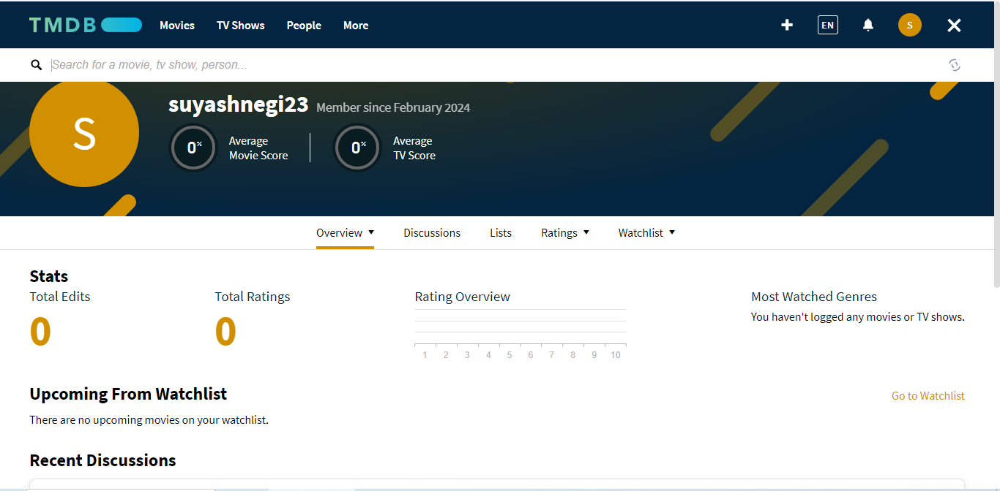 TMDB Movies TV Shows People More EN S
Search for a movie, tv show, person...
S
suyashnegi23 Member since February 2024
0% Average Movie Score
0% Average TV Score
Overview Discussions Lists Ratings Watchlist
Stats
Total Edits
0
Total Ratings
0
Rating Overview
1 2 3 4 5 6 7 8 9 10
Most Watched Genres
You haven't logged any movies or TV shows.
Upcoming From Watchlist
Go to Watchlist
There are no upcoming movies on your watchlist.
Recent Discussions